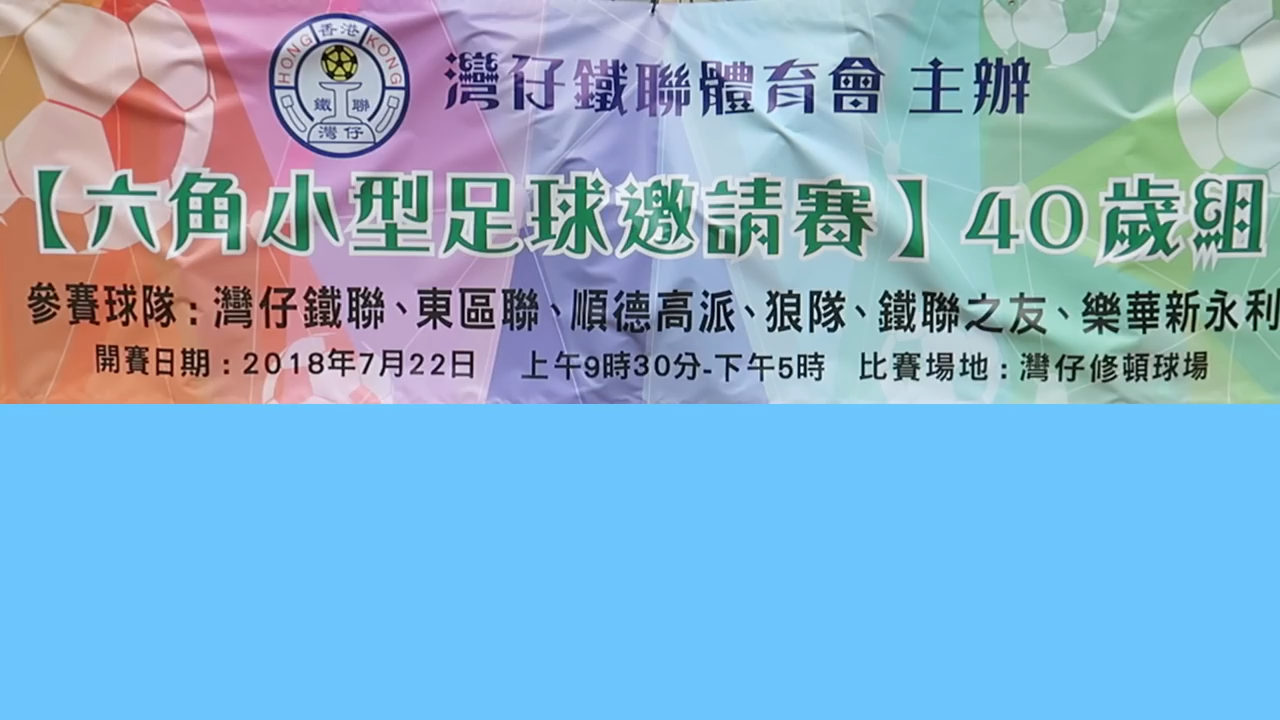 香港
HONG KONG
鐵聯
灣仔
灣仔鐵聯體育會 主辦
【六角小型足球邀請賽】40歲組
參賽球隊：灣仔鐵聯、東區聯、順德高派、狼隊、鐵聯之友、樂華新永利
開賽日期：2018年7月22日 上午9時30分-下午5時 比賽場地：灣仔修頓球場